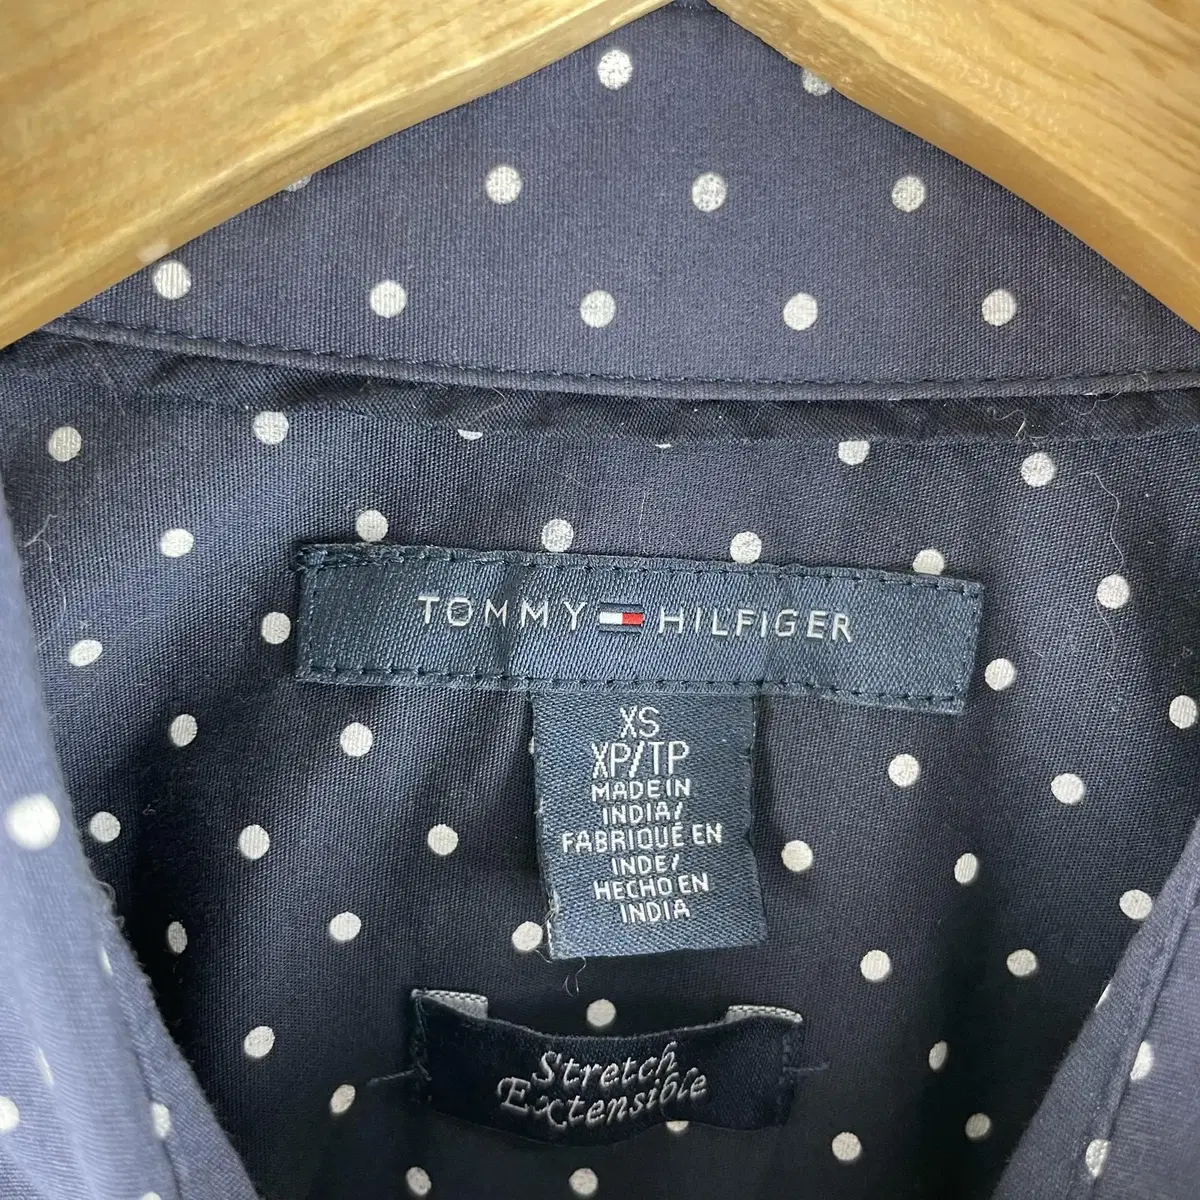 TOMMY HILFIGER
XS
XP/TP
MADE IN
INDIA/
FABRIQUÉ EN
INDE/
HECHO EN
INDIA
Stretch
Extensible